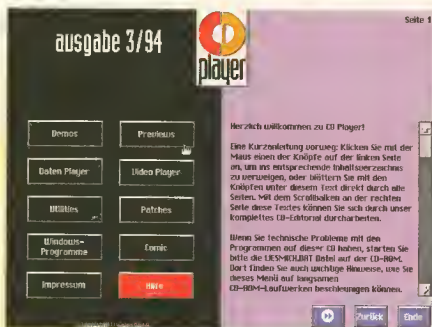 Seite 1
ausgabe 3/94
player
Demos
Previews
Daten Player
Video Player
Utilities
Patches
Windows-
Programme
Comic
Impressum
Hilfe
Herzlich willkommen zu CD Player!
Eine Kurzanleitung vorweg: Klicken Sie mit der
Maus einen der Knöpfe auf der linken Seite
an, um ins entsprechende Inhaltsverzeichnis
zu verweigen, oder blättern Sie mit den
Knöpfen unter diesem Text direkt durch alle
Seiten. Mit dem Scrollbalken an der rechten
Seite diese Textes können Sie sich durch unser
komplettes CD-Editorial durcharbeiten.
Wenn Sie technische Probleme mit den
Programmen auf dieser CD haben, starten Sie
bitte die LIESMICH.BAT Datei auf der CD-ROM.
Dort finden Sie auch wichtige Hinweise, wie Sie
dieses Menü auf langsamen
CD-ROM-Laufwerken beschleunigen können.
Zurück
Ende